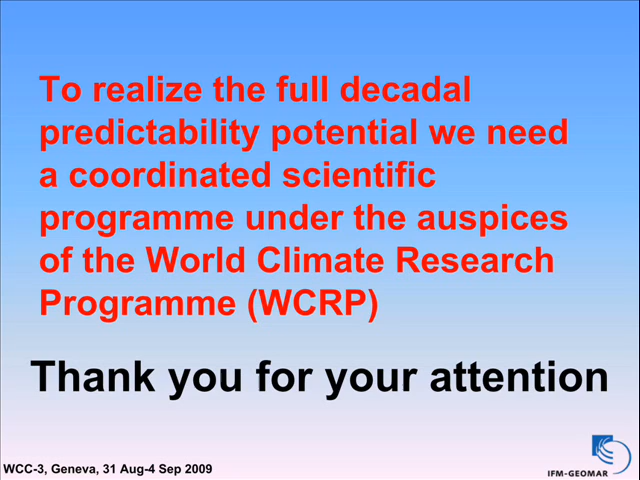 To realize the full decadal
predictability potential we need
a coordinated scientific
programme under the auspices
of the World Climate Research
Programme (WCRP)
Thank you for your attention
WCC-3, Geneva, 31 Aug-4 Sep 2009
IFM-GEOMAR